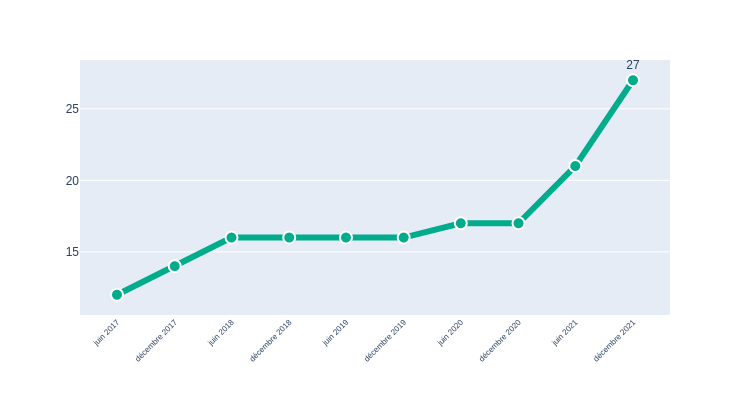 27
25
20
15
juin 2017
décembre 2017
juin 2018
décembre 2018
juin 2019
décembre 2019
juin 2020
décembre 2020
juin 2021
décembre 2021